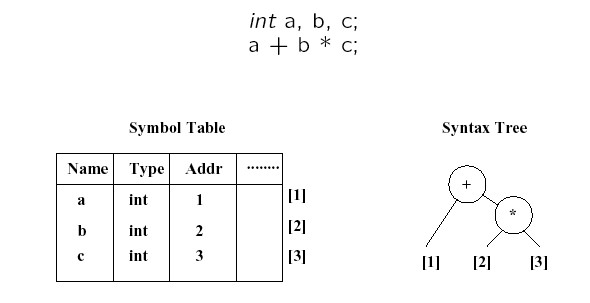 int a, b, c;
a + b * c;
Symbol Table
Name Type Addr ........
a int 1 [1]
b int 2 [2]
c int 3 [3]
Syntax Tree
+
*
[1] [2] [3]